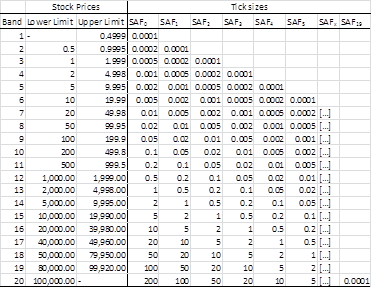 Stock Prices Tick sizes
Band Lower Limit Upper Limit SAF₀ SAF₁ SAF₂ SAF₃ SAF₄ SAF₅ SAF.. SAF₁₉
1 - 0.4999 0.0001
2 0.5 0.9995 0.0002 0.0001
3 1 1.999 0.0005 0.0002 0.0001
4 2 4.998 0.001 0.0005 0.0002 0.0001
5 5 9.995 0.002 0.001 0.0005 0.0002 0.0001
6 10 19.99 0.005 0.002 0.001 0.0005 0.0002 0.0001
7 20 49.98 0.01 0.005 0.002 0.001 0.0005 0.0002 [...]
8 50 99.95 0.02 0.01 0.005 0.002 0.001 0.0005 [...]
9 100 199.9 0.05 0.02 0.01 0.005 0.002 0.001 [...]
10 200 499.8 0.1 0.05 0.02 0.01 0.005 0.002 [...]
11 500 999.5 0.2 0.1 0.05 0.02 0.01 0.005 [...]
12 1,000.00 1,999.00 0.5 0.2 0.1 0.05 0.02 0.01 [...]
13 2,000.00 4,998.00 1 0.5 0.2 0.1 0.05 0.02 [...]
14 5,000.00 9,995.00 2 1 0.5 0.2 0.1 0.05 [...]
15 10,000.00 19,990.00 5 2 1 0.5 0.2 0.1 [...]
16 20,000.00 39,980.00 10 5 2 1 0.5 0.2 [...]
17 40,000.00 49,960.00 20 10 5 2 1 0.5 [...]
18 50,000.00 79,950.00 50 20 10 5 2 1 [...]
19 80,000.00 99,920.00 100 50 20 10 5 2 [...]
20 100,000.00 - 200 100 50 20 10 5 [...] 0.0001